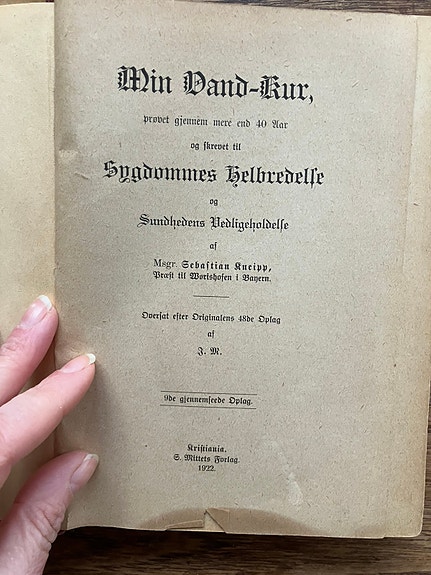 Min Vand-Kur,
prøvet gjennem mere end 40 Aar
og skrevet til
Sygdommes Helbredelse
og
Sundhedens Vedligeholdelse
af
Msgr. Sebastian Kneipp,
Præst til Wörishofen i Bayern.
Oversat efter Originalens 48de Oplag
af
J. M.
9de gjennemseede Oplag.
Kristiania.
S. Mittets Forlag.
1922.